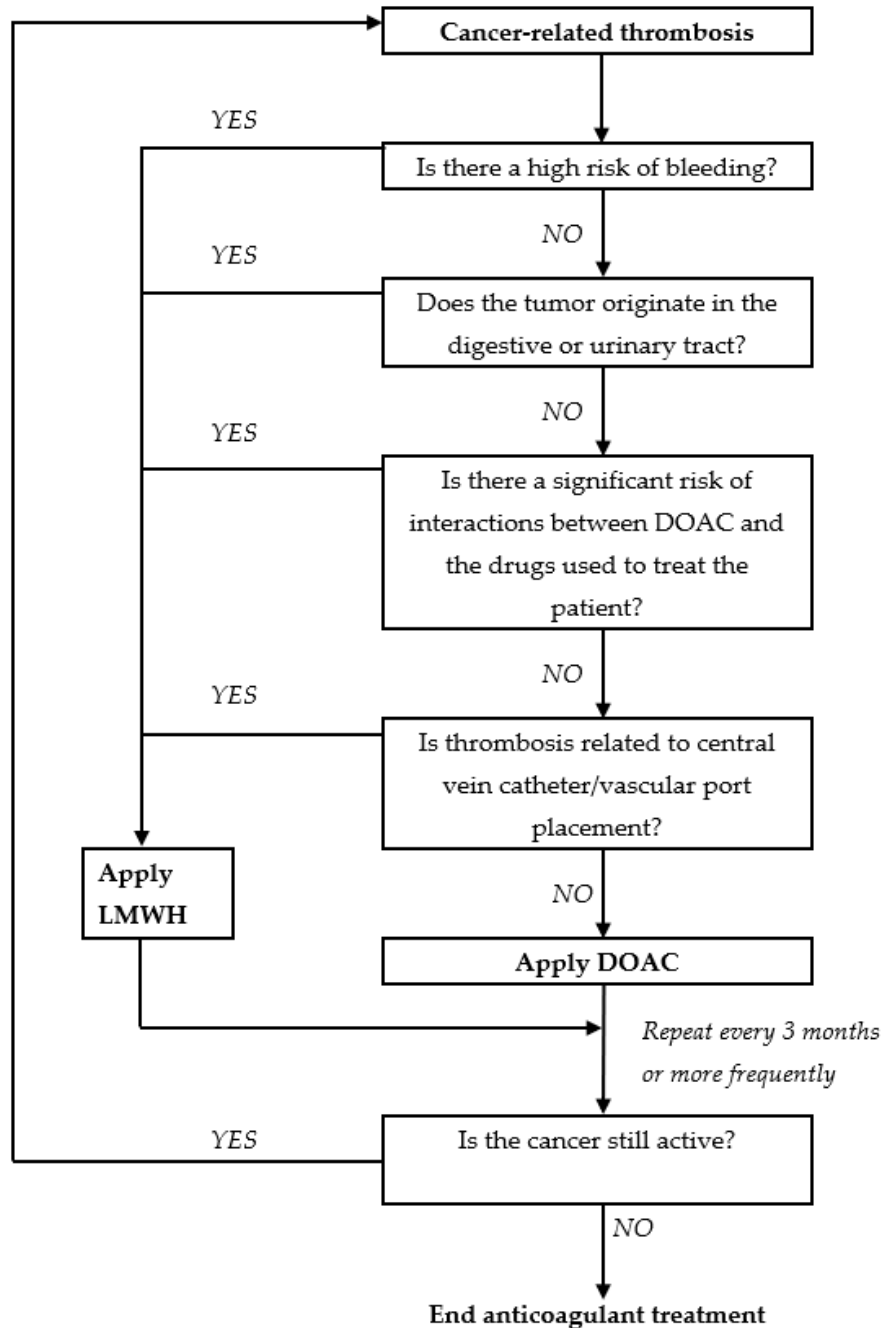 Cancer-related thrombosis
YES
Is there a high risk of bleeding?
NO
YES
Does the tumor originate in the
digestive or urinary tract?
NO
YES
Is there a significant risk of
interactions between DOAC and
the drugs used to treat the
patient?
NO
YES
Is thrombosis related to central
vein catheter/vascular port
placement?
Apply
LMWH
NO
Apply DOAC
Repeat every 3 months
or more frequently
YES
Is the cancer still active?
NO
End anticoagulant treatment